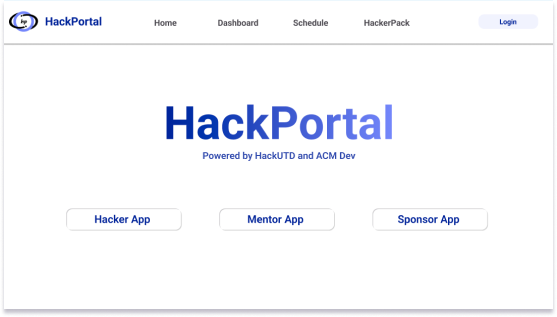 hp HackPortal Home Dashboard Schedule HackerPack Login
HackPortal
Powered by HackUTD and ACM Dev
Hacker App Mentor App Sponsor App